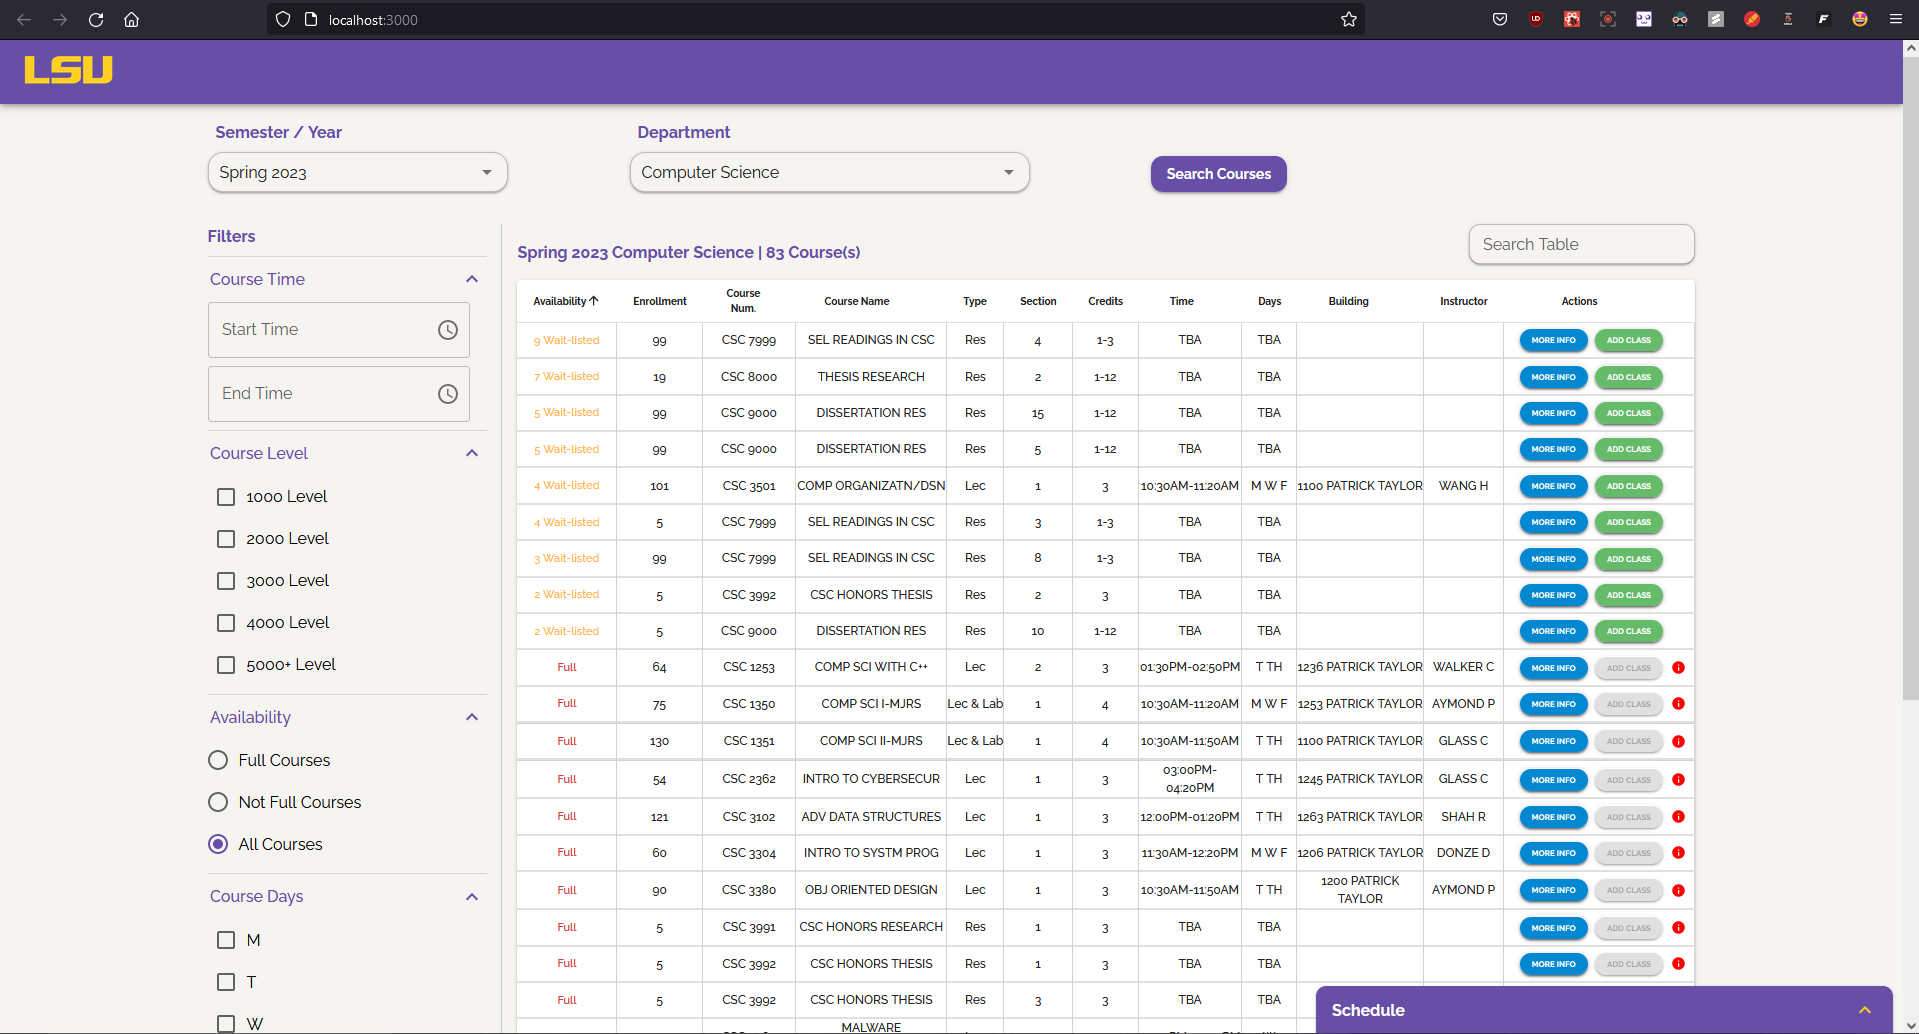 localhost:3000
LSU
Semester / Year
Department
Spring 2023
Computer Science
Search Courses
Filters
Course Time
Start Time
End Time
Course Level
1000 Level
2000 Level
3000 Level
4000 Level
5000+ Level
Availability
Full Courses
Not Full Courses
All Courses
Course Days
M
T
W
Spring 2023 Computer Science | 83 Course(s)
Search Table
Availability Enrollment Course Num. Course Name Type Section Credits Time Days Building Instructor Actions
9 Wait-listed 99 CSC 7999 SEL READINGS IN CSC Res 4 1-3 TBA TBA MORE INFO ADD CLASS
7 Wait-listed 19 CSC 8000 THESIS RESEARCH Res 2 1-12 TBA TBA MORE INFO ADD CLASS
5 Wait-listed 99 CSC 9000 DISSERTATION RES Res 15 1-12 TBA TBA MORE INFO ADD CLASS
5 Wait-listed 99 CSC 9000 DISSERTATION RES Res 5 1-12 TBA TBA MORE INFO ADD CLASS
4 Wait-listed 101 CSC 3501 COMP ORGANIZATN/DSN Lec 1 3 10:30AM-11:20AM M W F 1100 PATRICK TAYLOR WANG H MORE INFO ADD CLASS
4 Wait-listed 5 CSC 7999 SEL READINGS IN CSC Res 3 1-3 TBA TBA MORE INFO ADD CLASS
3 Wait-listed 99 CSC 7999 SEL READINGS IN CSC Res 8 1-3 TBA TBA MORE INFO ADD CLASS
2 Wait-listed 5 CSC 3992 CSC HONORS THESIS Res 2 3 TBA TBA MORE INFO ADD CLASS
2 Wait-listed 5 CSC 9000 DISSERTATION RES Res 10 1-12 TBA TBA MORE INFO ADD CLASS
Full 64 CSC 1253 COMP SCI WITH C++ Lec 2 3 01:30PM-02:50PM T TH 1236 PATRICK TAYLOR WALKER C MORE INFO ADD CLASS
Full 75 CSC 1350 COMP SCI I-MJRS Lec & Lab 1 4 10:30AM-11:20AM M W F 1253 PATRICK TAYLOR AYMOND P MORE INFO ADD CLASS
Full 130 CSC 1351 COMP SCI II-MJRS Lec & Lab 1 4 10:30AM-11:50AM T TH 1100 PATRICK TAYLOR GLASS C MORE INFO ADD CLASS
Full 54 CSC 2362 INTRO TO CYBERSECUR Lec 1 3 03:00PM-04:20PM T TH 1245 PATRICK TAYLOR GLASS C MORE INFO ADD CLASS
Full 121 CSC 3102 ADV DATA STRUCTURES Lec 1 3 12:00PM-01:20PM T TH 1263 PATRICK TAYLOR SHAH R MORE INFO ADD CLASS
Full 60 CSC 3304 INTRO TO SYSTM PROG Lec 1 3 11:30AM-12:20PM M W F 1206 PATRICK TAYLOR DONZE D MORE INFO ADD CLASS
Full 90 CSC 3380 OBJ ORIENTED DESIGN Lec 1 3 10:30AM-11:50AM T TH 1200 PATRICK TAYLOR AYMOND P MORE INFO ADD CLASS
Full 5 CSC 3991 CSC HONORS RESEARCH Res 1 3 TBA TBA MORE INFO ADD CLASS
Full 5 CSC 3992 CSC HONORS THESIS Res 1 3 TBA TBA MORE INFO ADD CLASS
Full 5 CSC 3992 CSC HONORS THESIS Res 3 3 TBA TBA
MALWARE
Schedule